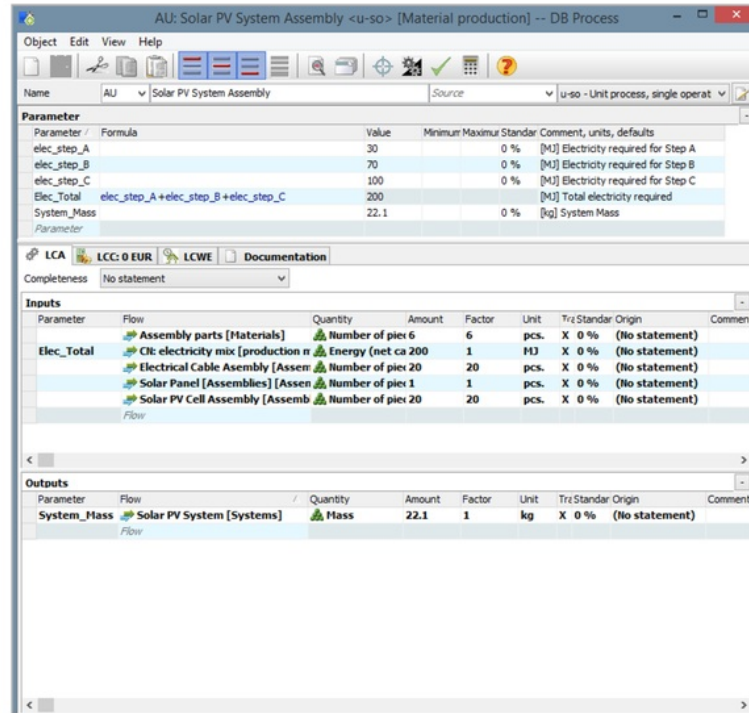 AU: Solar PV System Assembly <u-so> [Material production] -- DB Process
Object Edit View Help
Name AU Solar PV System Assembly Source u-so - Unit process, single operat
Parameter
Parameter Formula Value Minimum Maximur Standar Comment, units, defaults
elec_step_A 30 0 % [MJ] Electricity required for Step A
elec_step_B 70 0 % [MJ] Electricity required for Step B
elec_step_C 100 0 % [MJ] Electricity required for Step C
Elec_Total elec_step_A+elec_step_B+elec_step_C 200 [MJ] Total electricity required
System_Mass 22.1 0 % [kg] System Mass
Parameter
LCA LCC: 0 EUR LCWE Documentation
Completeness No statement
Inputs
Parameter Flow Quantity Amount Factor Unit Tra Standar Origin Commen
Assembly parts [Materials] Number of piec 6 6 pcs. X 0 % (No statement)
Elec_Total CN: electricity mix [production m Energy (net ca 200 1 MJ X 0 % (No statement)
Electrical Cable Asembly [Assem Number of piec 20 20 pcs. X 0 % (No statement)
Solar Panel [Assemblies] [Assen Number of piec 1 1 pcs. X 0 % (No statement)
Solar PV Cell Assembly [Assemb Number of piec 20 20 pcs. X 0 % (No statement)
Flow
Outputs
Parameter Flow Quantity Amount Factor Unit Tra Standar Origin Comment
System_Mass Solar PV System [Systems] Mass 22.1 1 kg X 0 % (No statement)
Flow